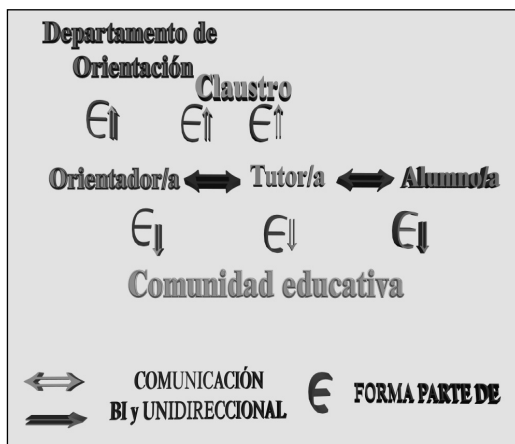 Departamento de
Orientación
Claustro
∈ ∈ ∈
Orientador/a Tutor/a Alumno/a
∈ ∈ ∈
Comunidad educativa
COMUNICACIÓN
BI y UNIDIRECCIONAL
∈ FORMA PARTE DE